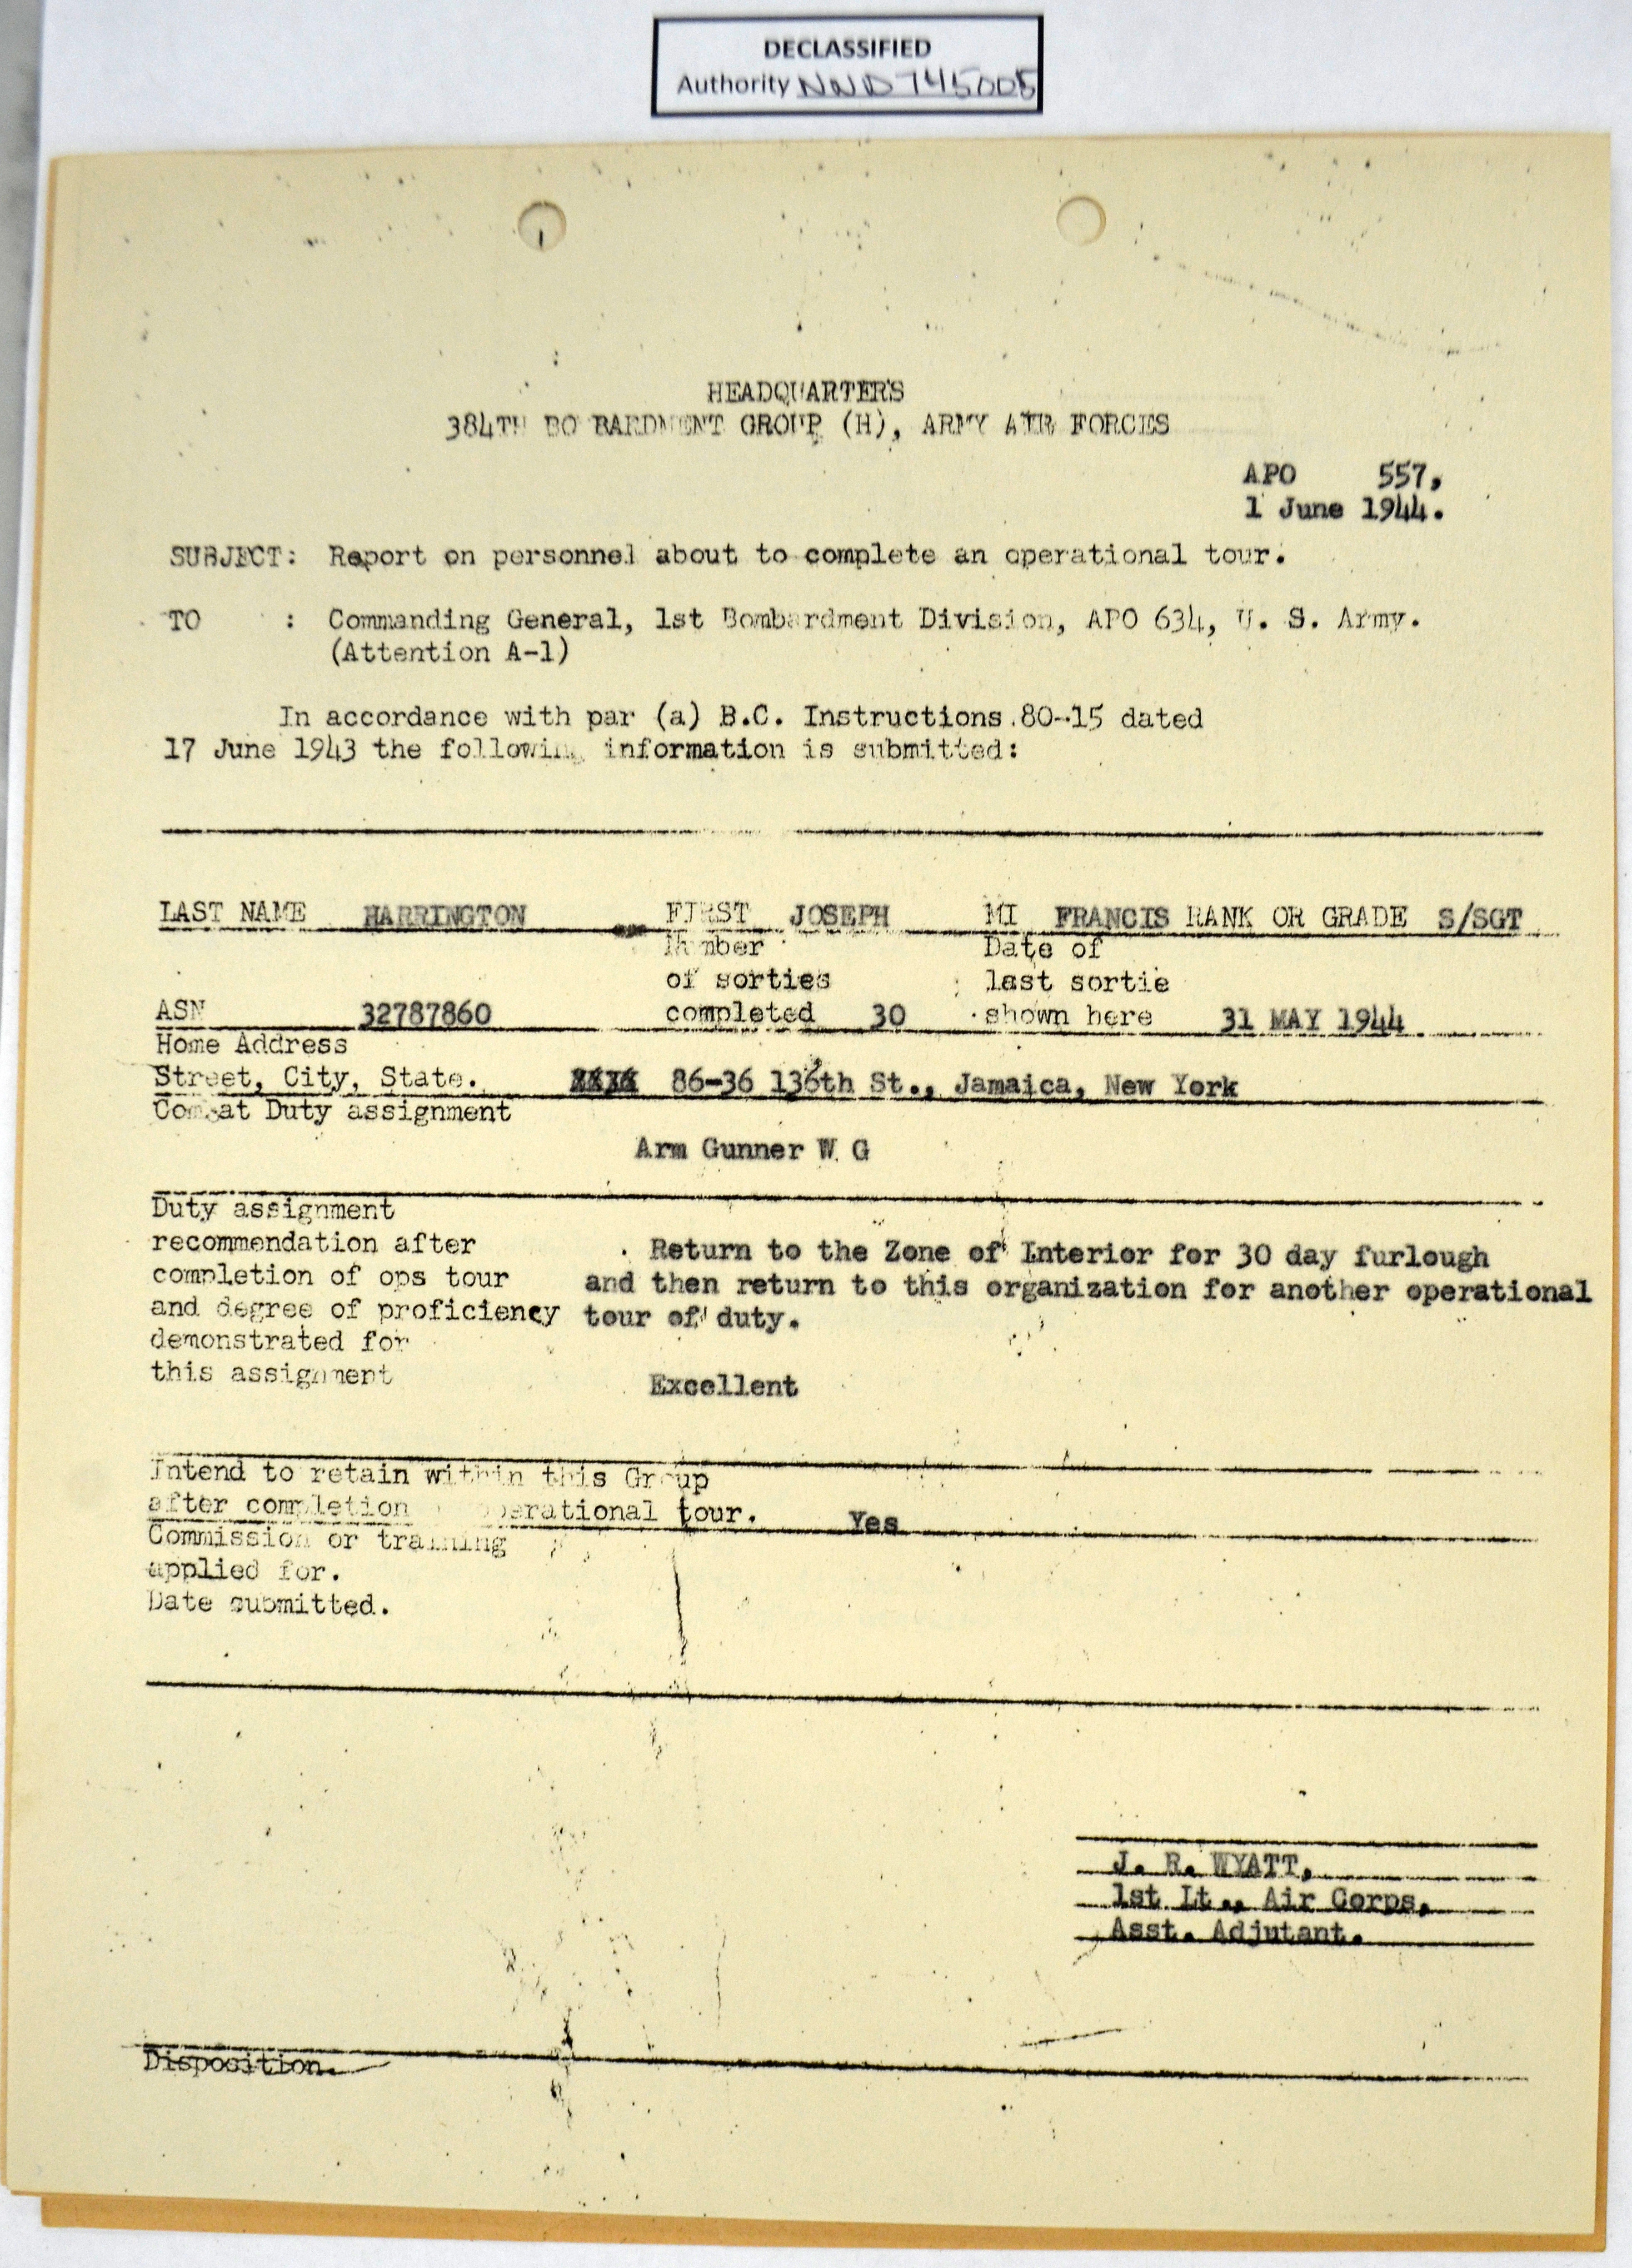 DECLASSIFIED
Authority NND 745005
HEADQUARTERS
384TH BO BARDMENT GROUP (H), ARMY AIR FORCES
APO 557,
1 June 1944.
SUBJECT: Report on personnel about to complete an operational tour.
TO : Commanding General, 1st Bombardment Division, APO 634, U. S. Army.
(Attention A-1)
In accordance with par (a) B.C. Instructions 80-15 dated
17 June 1943 the following information is submitted:
LAST NAME HARRINGTON FIRST JOSEPH MI FRANCIS RANK OR GRADE S/SGT
Number Date of
of sorties last sortie
ASN 32787860 completed 30 shown here 31 MAY 1944
Home Address
Street, City, State. 86-36 136th St., Jamaica, New York
Combat Duty assignment
Arm Gunner W G
Duty assignment
recommendation after Return to the Zone of Interior for 30 day furlough
completion of ops tour and then return to this organization for another operational
and degree of proficiency tour of duty.
demonstrated for
this assignment Excellent
Intend to retain within this Group
after completion operational tour. Yes
Commission or training
applied for.
Date submitted.
J. R. WYATT,
1st Lt., Air Corps,
Asst. Adjutant.
Disposition.